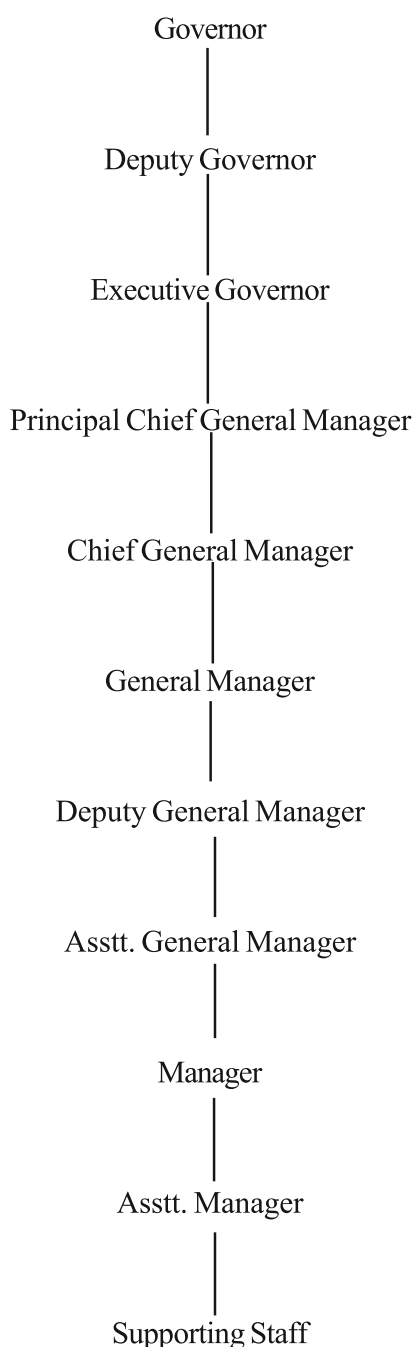 Governor
Deputy Governor
Executive Governor
Principal Chief General Manager
Chief General Manager
General Manager
Deputy General Manager
Asstt. General Manager
Manager
Asstt. Manager
Supporting Staff